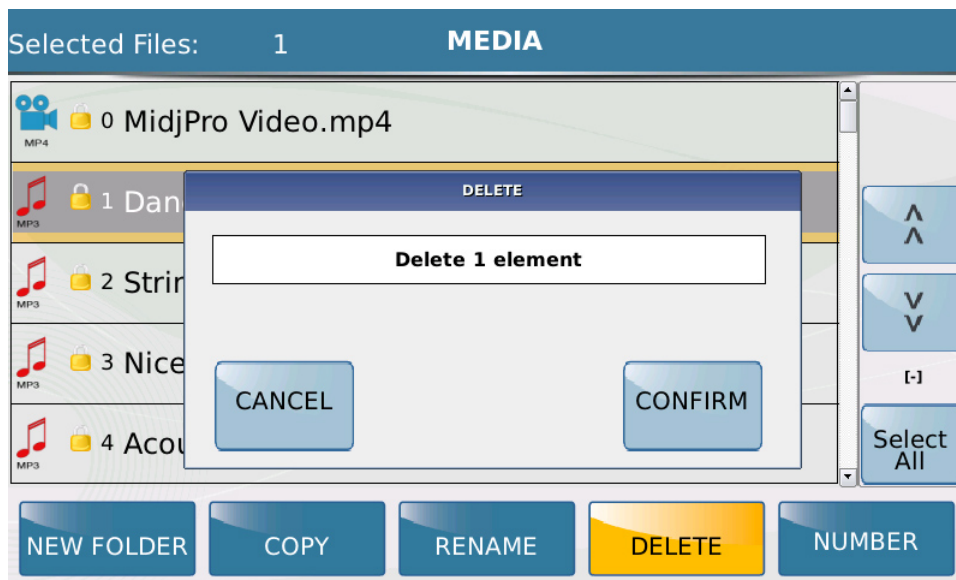 Selected Files: 1 MEDIA
MP4 0 MidjPro Video.mp4
MP3 1 Dan
MP3 2 Strin
MP3 3 Nice
MP3 4 Acou
DELETE
Delete 1 element
CANCEL CONFIRM
[-]
Select
All
NEW FOLDER COPY RENAME DELETE NUMBER